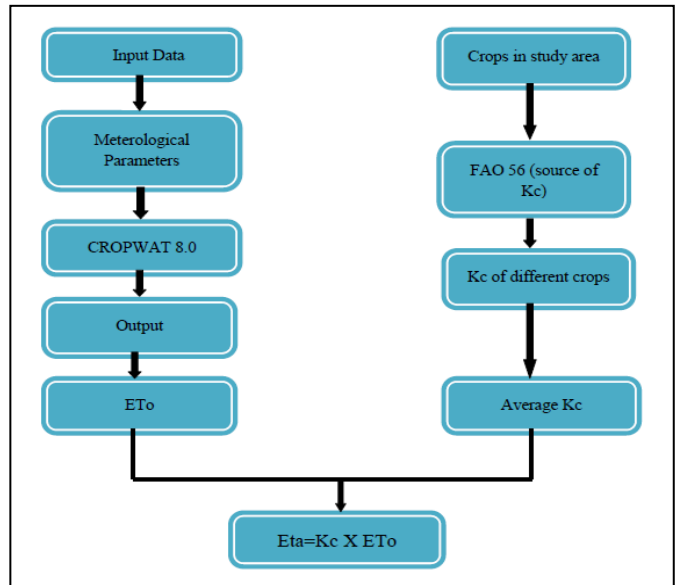 Input Data
Meterological
Parameters
CROPWAT 8.0
Output
ETo
Crops in study area
FAO 56 (source of
Kc)
Kc of different crops
Average Kc
Eta=Kc X ETo